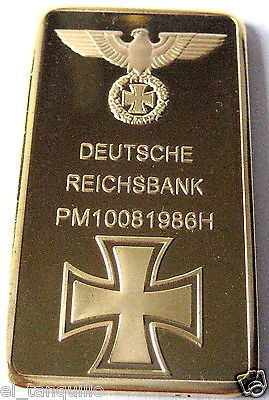 DEUTSCHE
REICHSBANK
PM10081986H
el_tanquillo